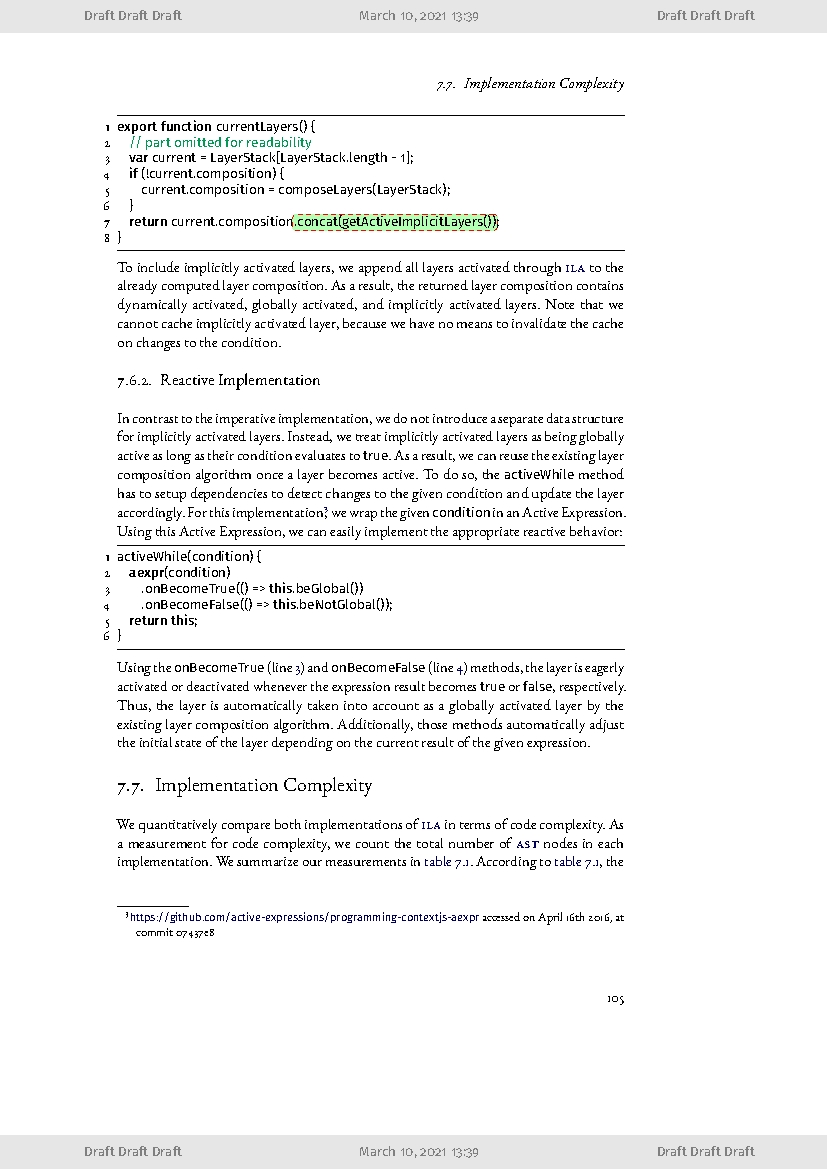 Draft Draft Draft March 10, 2021 13:39 Draft Draft Draft
7.7. Implementation Complexity
1 export function currentLayers() {
2 // part omitted for readability
3 var current = LayerStack[LayerStack.length - 1];
4 if (!current.composition) {
5 current.composition = composeLayers(LayerStack);
6 }
7 return current.composition.concat(getActiveImplicitLayers());
8 }
To include implicitly activated layers, we append all layers activated through ILA to the
already computed layer composition. As a result, the returned layer composition contains
dynamically activated, globally activated, and implicitly activated layers. Note that we
cannot cache implicitly activated layer, because we have no means to invalidate the cache
on changes to the condition.
7.6.2. Reactive Implementation
In contrast to the imperative implementation, we do not introduce a separate data structure
for implicitly activated layers. Instead, we treat implicitly activated layers as being globally
active as long as their condition evaluates to true. As a result, we can reuse the existing layer
composition algorithm once a layer becomes active. To do so, the activeWhile method
has to setup dependencies to detect changes to the given condition and update the layer
accordingly. For this implementation³ we wrap the given condition in an Active Expression.
Using this Active Expression, we can easily implement the appropriate reactive behavior:
1 activeWhile(condition) {
2 aexpr(condition)
3 .onBecomeTrue(() => this.beGlobal())
4 .onBecomeFalse(() => this.beNotGlobal());
5 return this;
6 }
Using the onBecomeTrue (line 3) and onBecomeFalse (line 4) methods, the layer is eagerly
activated or deactivated whenever the expression result becomes true or false, respectively.
Thus, the layer is automatically taken into account as a globally activated layer by the
existing layer composition algorithm. Additionally, those methods automatically adjust
the initial state of the layer depending on the current result of the given expression.
7.7. Implementation Complexity
We quantitatively compare both implementations of ILA in terms of code complexity. As
a measurement for code complexity, we count the total number of AST nodes in each
implementation. We summarize our measurements in table 7.1. According to table 7.1, the
³https://github.com/active-expressions/programming-contextjs-aexpr accessed on April 16th 2016, at
commit 07437e8
105
Draft Draft Draft March 10, 2021 13:39 Draft Draft Draft